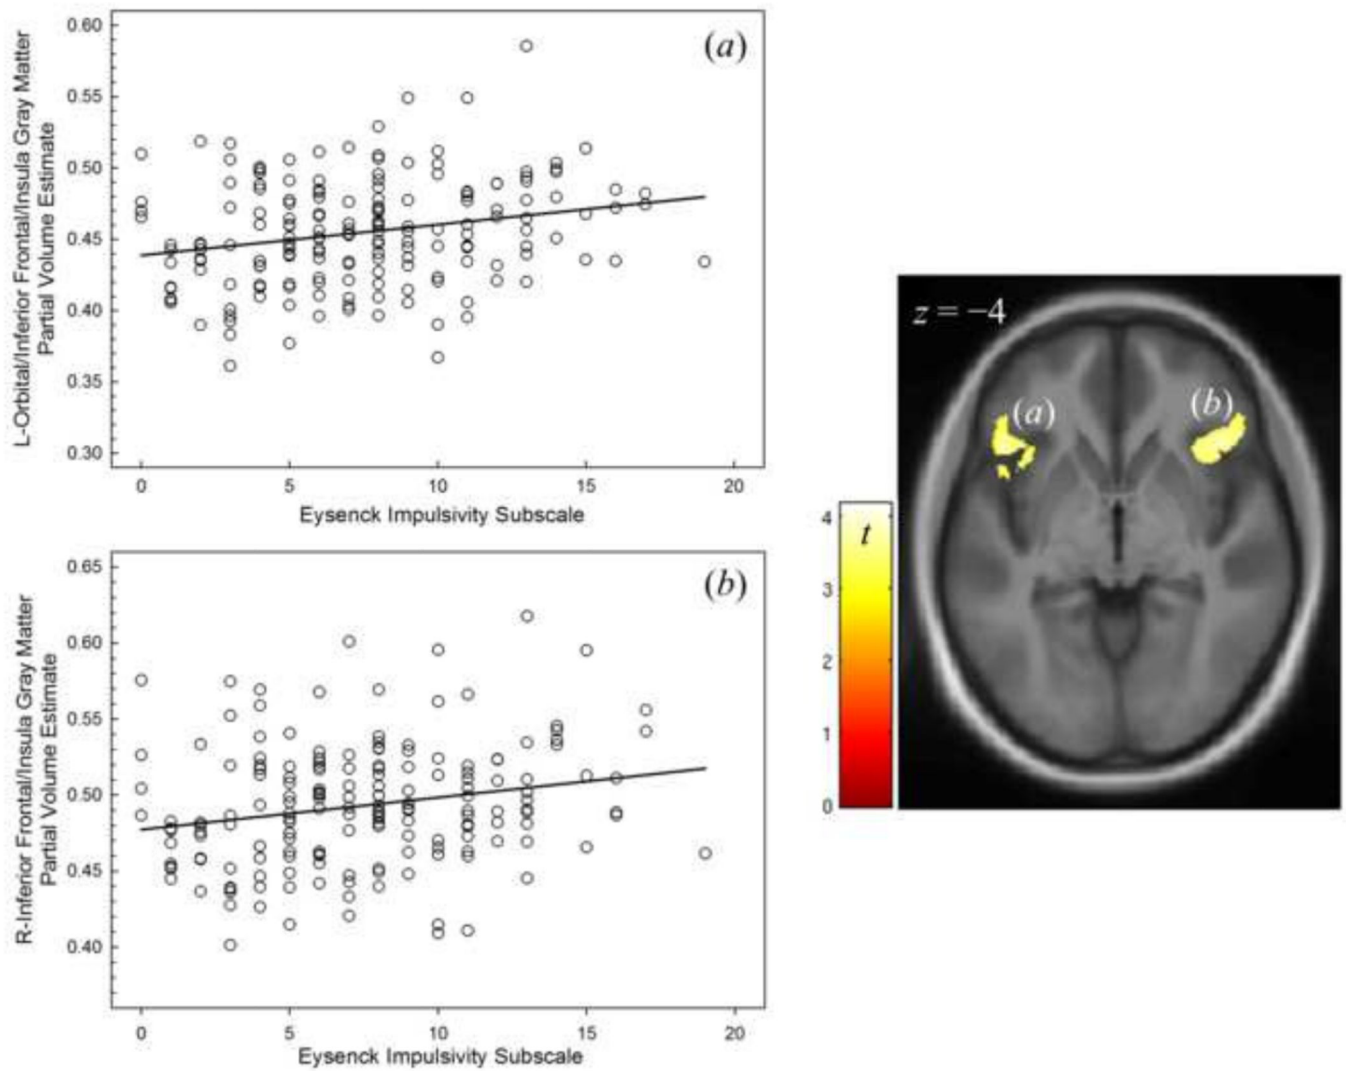 L-Orbital/Inferior Frontal/Insula Gray Matter
Partial Volume Estimate
0.60
0.55
0.50
0.45
0.40
0.35
0.30
(a)
0
5
10
15
20
Eysenck Impulsivity Subscale
R-Inferior Frontal/Insula Gray Matter
Partial Volume Estimate
0.65
0.60
0.55
0.50
0.45
0.40
(b)
0
5
10
15
20
Eysenck Impulsivity Subscale
z = −4
(a)
(b)
t
4
3
2
1
0